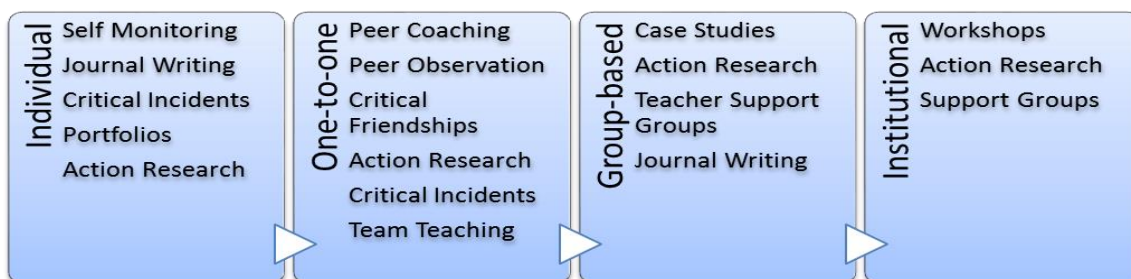 Individual
Self Monitoring
Journal Writing
Critical Incidents
Portfolios
Action Research
One-to-one
Peer Coaching
Peer Observation
Critical
Friendships
Action Research
Critical Incidents
Team Teaching
Group-based
Case Studies
Action Research
Teacher Support
Groups
Journal Writing
Institutional
Workshops
Action Research
Support Groups